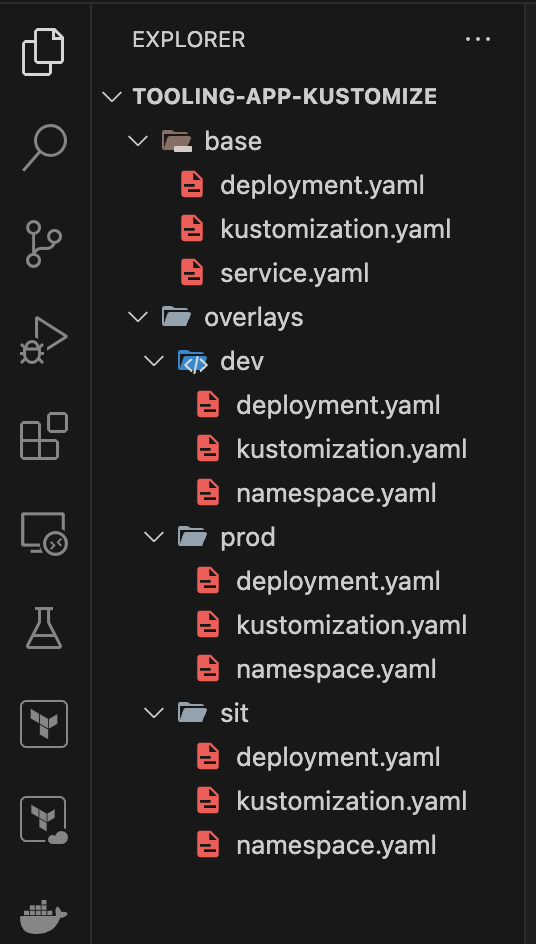 EXPLORER
TOOLING-APP-KUSTOMIZE
base
deployment.yaml
kustomization.yaml
service.yaml
overlays
dev
deployment.yaml
kustomization.yaml
namespace.yaml
prod
deployment.yaml
kustomization.yaml
namespace.yaml
sit
deployment.yaml
kustomization.yaml
namespace.yaml